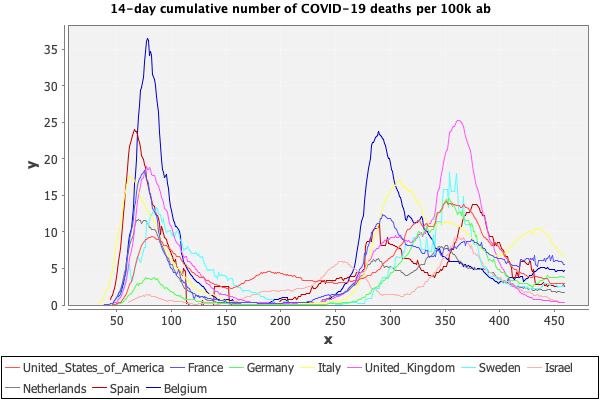 14-day cumulative number of COVID-19 deaths per 100k ab
y
35
30
25
20
15
10
5
0
50 100 150 200 250 300 350 400 450
x
United_States_of_America France Germany Italy United_Kingdom Sweden Israel
Netherlands Spain Belgium